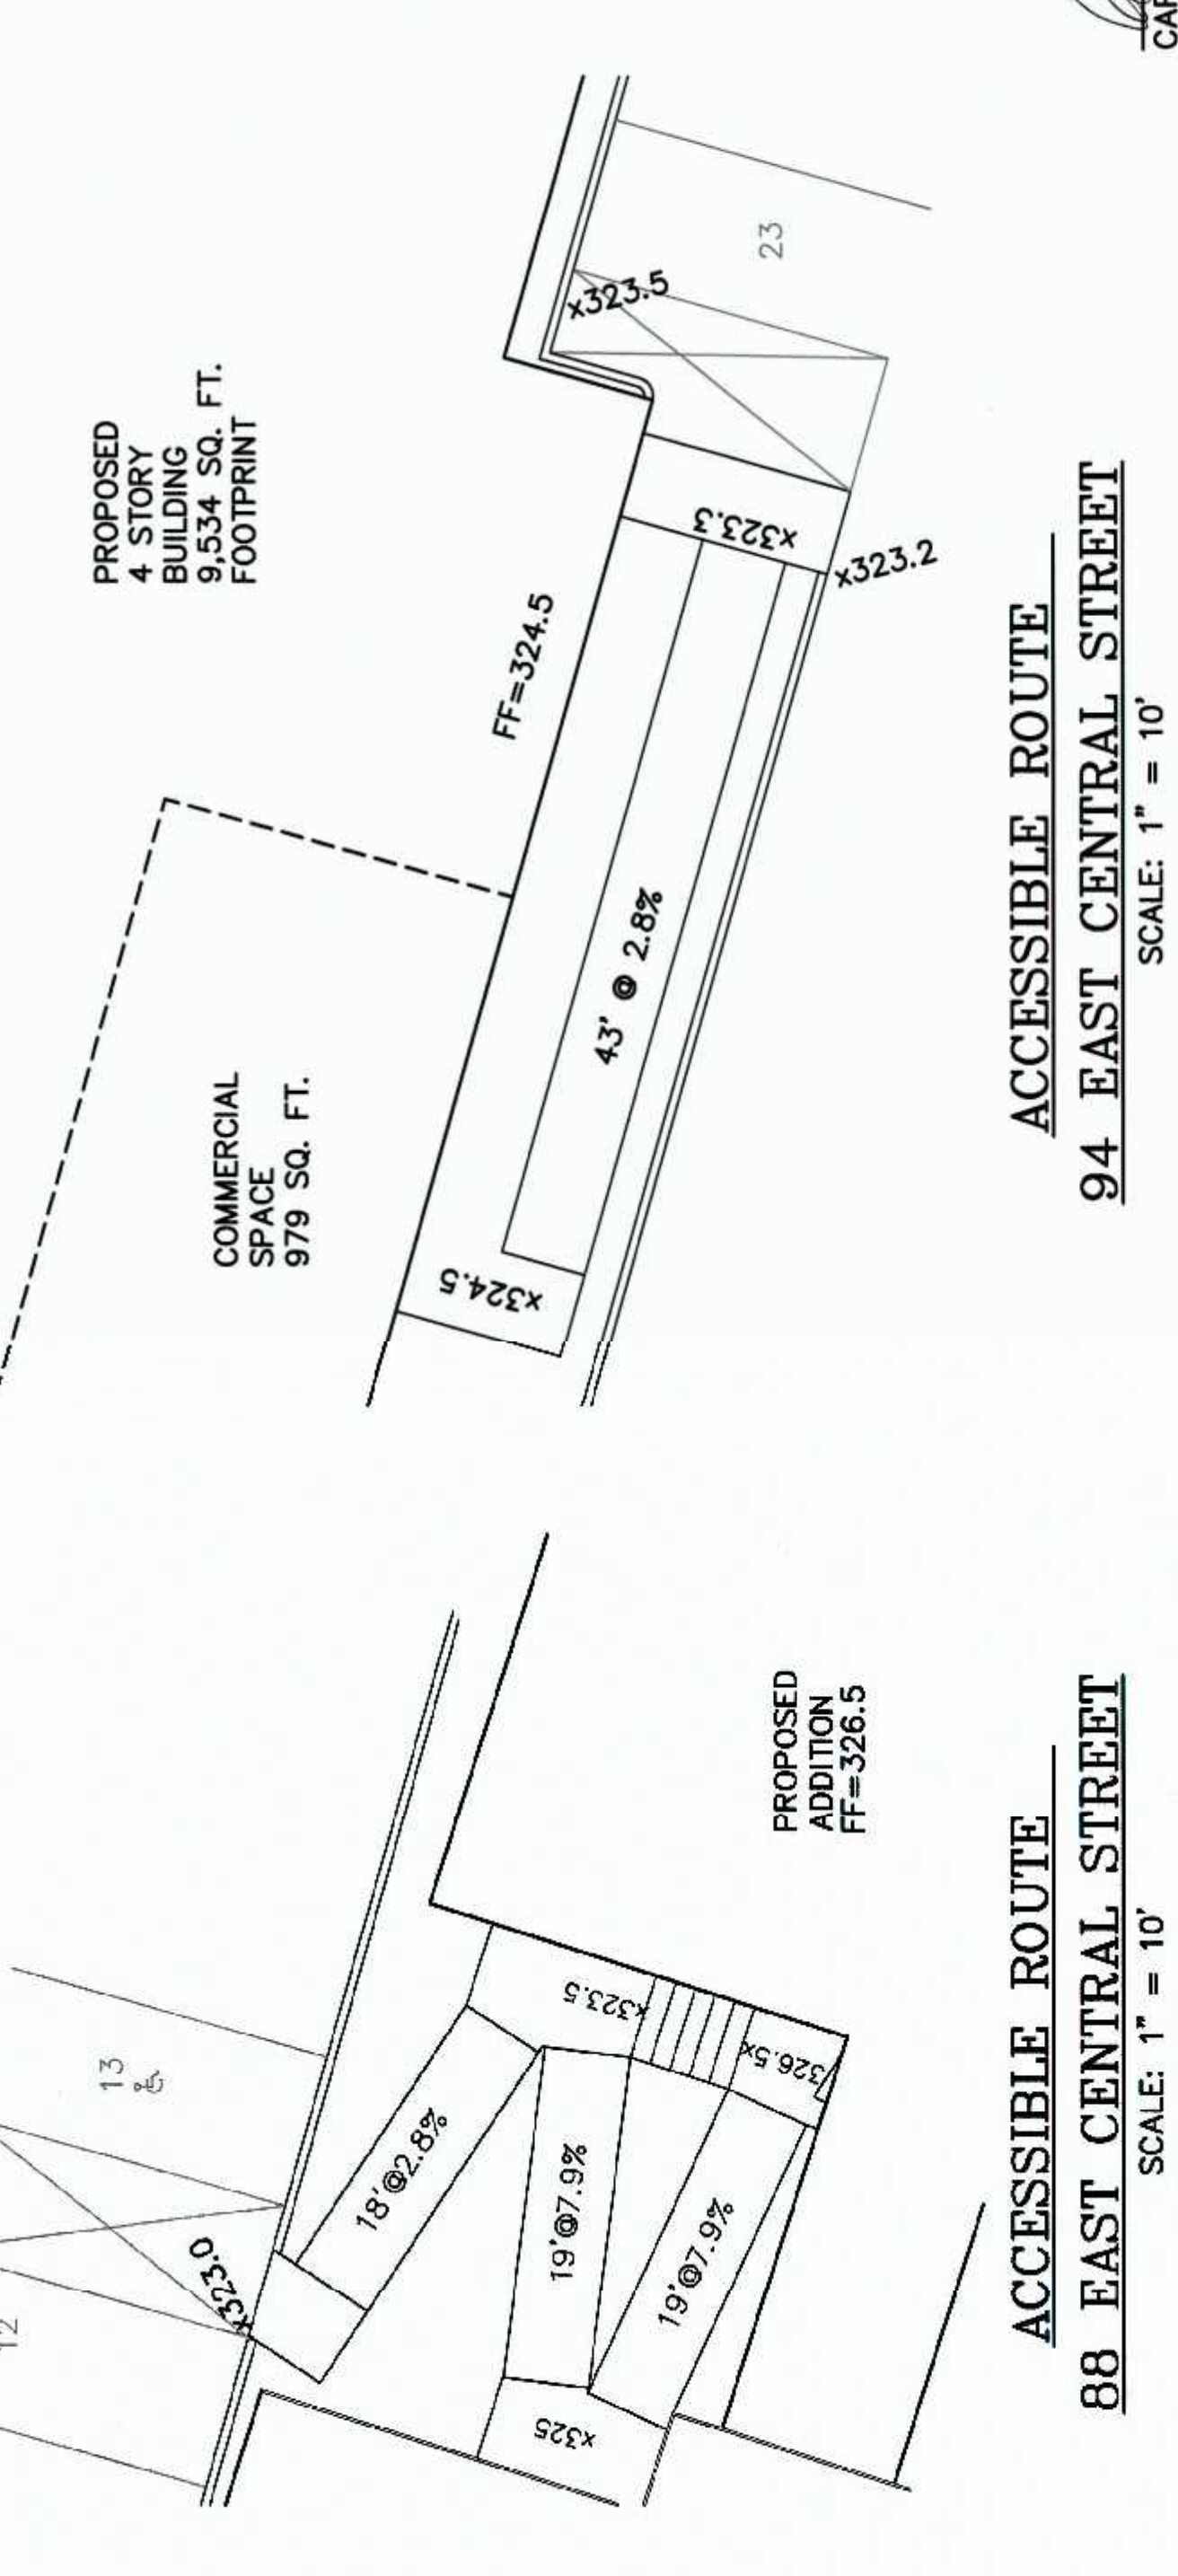 12
13
x323.0
18'@2.8%
x323.5
19'@7.9%
326.5x
19'@7.9%
x325
PROPOSED
ADDITION
FF=326.5
ACCESSIBLE ROUTE
88 EAST CENTRAL STREET
SCALE: 1" = 10'
PROPOSED
4 STORY
BUILDING
9,534 SQ. FT.
FOOTPRINT
COMMERCIAL
SPACE
979 SQ. FT.
FF=324.5
x323.5
23
x323.3
x323.2
43' @ 2.8%
x324.5
ACCESSIBLE ROUTE
94 EAST CENTRAL STREET
SCALE: 1" = 10'